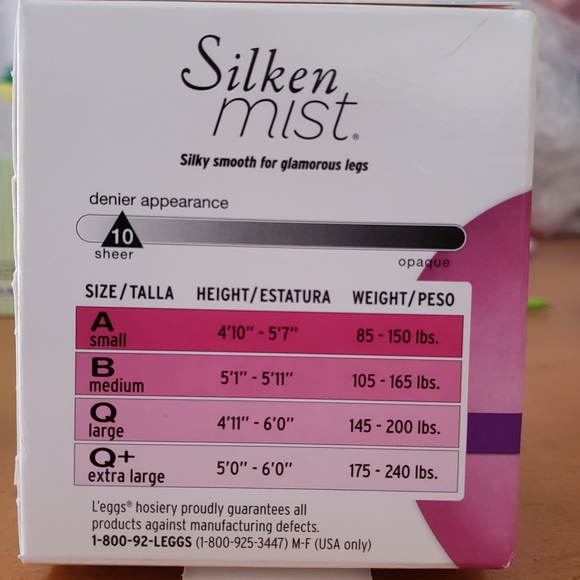 Silken
mist®
Silky smooth for glamorous legs
denier appearance
10
sheer
opaque
SIZE/TALLA HEIGHT/ESTATURA WEIGHT/PESO
A
small 4'10" - 5'7" 85 - 150 lbs.
B
medium 5'1" - 5'11" 105 - 165 lbs.
Q
large 4'11" - 6'0" 145 - 200 lbs.
Q+
extra large 5'0" - 6'0" 175 - 240 lbs.
L'eggs® hosiery proudly guarantees all
products against manufacturing defects.
1-800-92-LEGGS (1-800-925-3447) M-F (USA only)